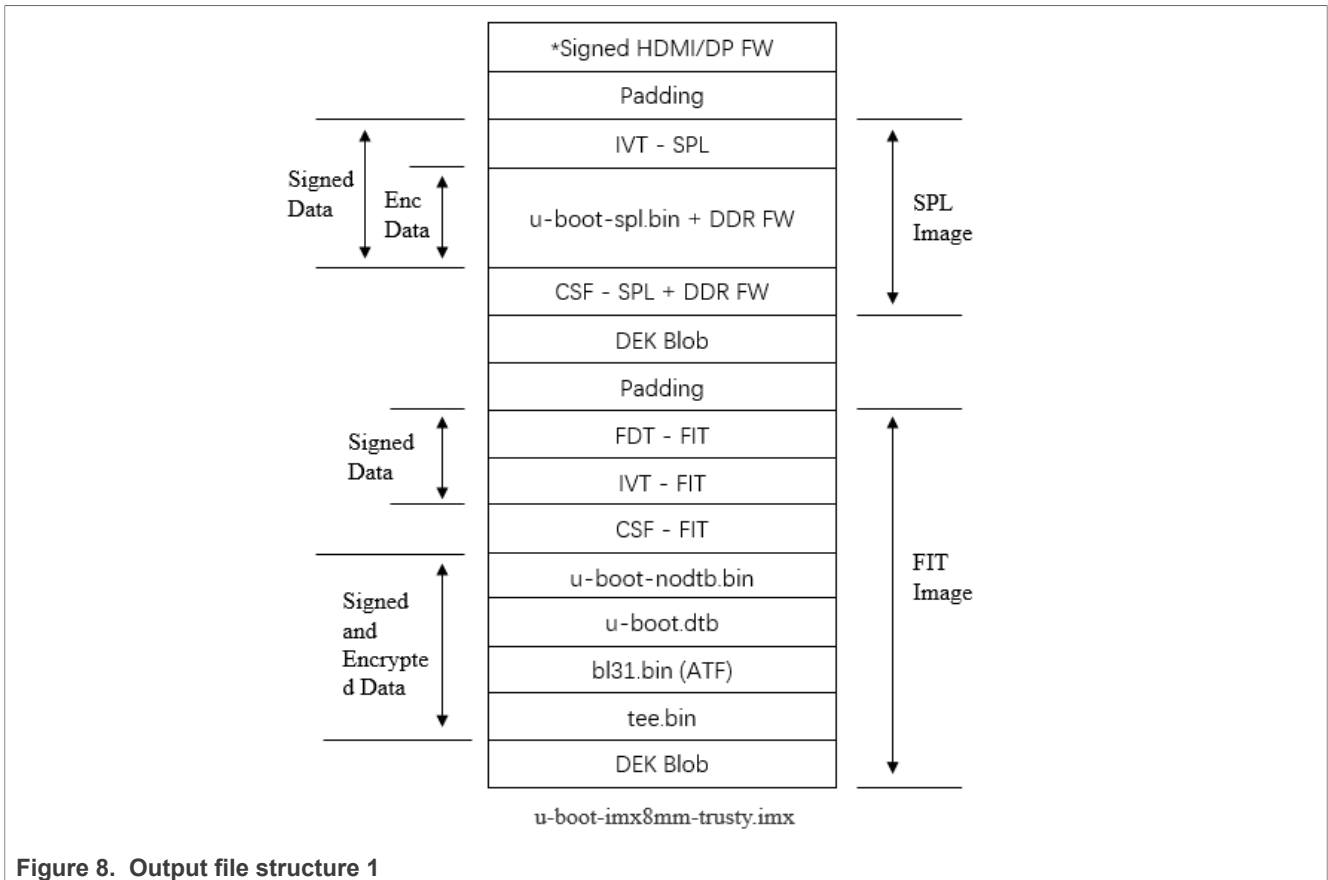 *Signed HDMI/DP FW
Padding
IVT - SPL
Signed
Data
Enc
Data
u-boot-spl.bin + DDR FW
SPL
Image
CSF - SPL + DDR FW
DEK Blob
Padding
Signed
Data
FDT - FIT
IVT - FIT
CSF - FIT
FIT
Image
Signed
and
Encrypte
d Data
u-boot-nodtb.bin
u-boot.dtb
bl31.bin (ATF)
tee.bin
DEK Blob
u-boot-imx8mm-trusty.imx
Figure 8. Output file structure 1